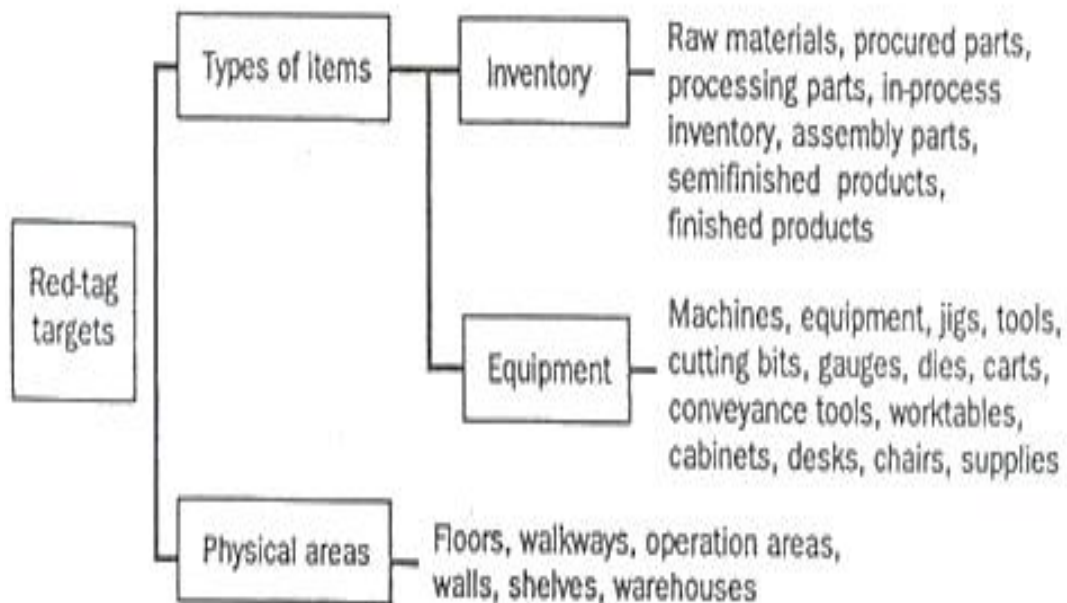 Red-tag
targets
Types of items
Inventory
Raw materials, procured parts,
processing parts, in-process
inventory, assembly parts,
semifinished products,
finished products
Equipment
Machines, equipment, jigs, tools,
cutting bits, gauges, dies, carts,
conveyance tools, worktables,
cabinets, desks, chairs, supplies
Physical areas
Floors, walkways, operation areas,
walls, shelves, warehouses